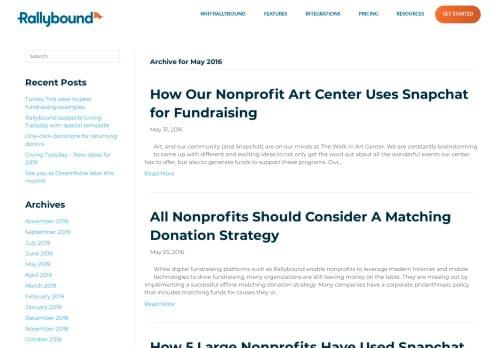 Rallybound
WHY RALLYBOUND
FEATURES
INTEGRATIONS
PRICING
RESOURCES
GET STARTED
Search
Recent Posts
Turkey Trot peer to peer
fundraising examples
Rallybound supports Giving
Tuesday with special template
One-click donations for returning
donors
Giving Tuesday – New ideas for
2019
See you at Dreamforce later this
month!
Archives
November 2019
September 2019
July 2019
June 2019
May 2019
April 2019
March 2019
February 2019
January 2019
December 2018
November 2018
October 2018
Archive for May 2016
How Our Nonprofit Art Center Uses Snapchat
for Fundraising
May 31, 2016
Art, and our community (and Snapchat) are on our minds at The Walk In Art Center. We are constantly brainstorming
to come up with different and exciting ideas to not only get the word out about all the wonderful events our center
has to offer, but also to generate funds to support these programs. Our...
Read More
All Nonprofits Should Consider A Matching
Donation Strategy
May 25, 2016
While digital fundraising platforms such as Rallybound enable nonprofits to leverage modern Internet and mobile
technologies to drive fundraising, many organizations are still leaving money on the table. They are missing out by
implementing a successful offline matching donation strategy. Many companies have a corporate philanthropic policy
that includes matching funds for causes they or...
Read More
How 5 Large Nonprofits Have Used Snapchat